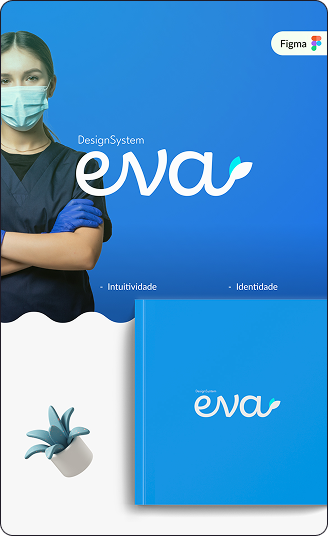 Figma
DesignSystem
eva
- Intuitividade
- Identidade
DesignSystem
eva